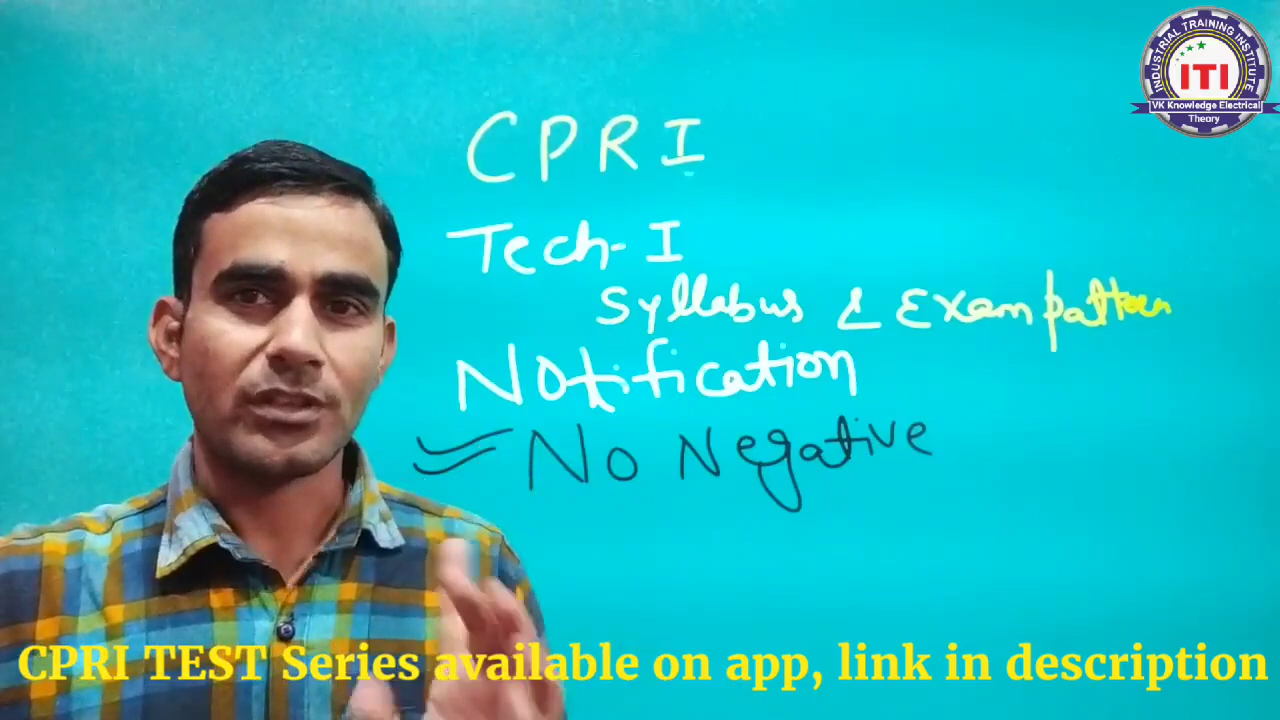 CPRI
Tech-I
Syllabus & Exam pattern
Notification
No Negative
INDUSTRIAL TRAINING INSTITUTE
ITI
VK Knowledge Electrical
Theory
CPRI TEST Series available on app, link in description